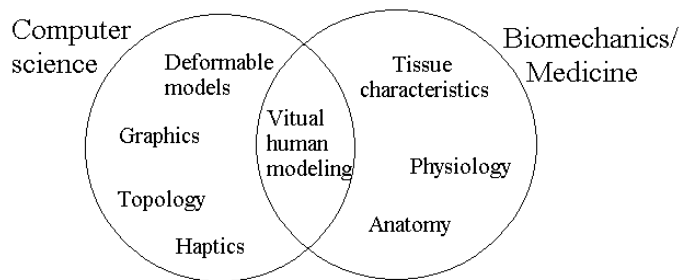 Computer
science
Deformable
models
Graphics
Topology
Haptics
Vitual
human
modeling
Tissue
characteristics
Physiology
Anatomy
Biomechanics/
Medicine